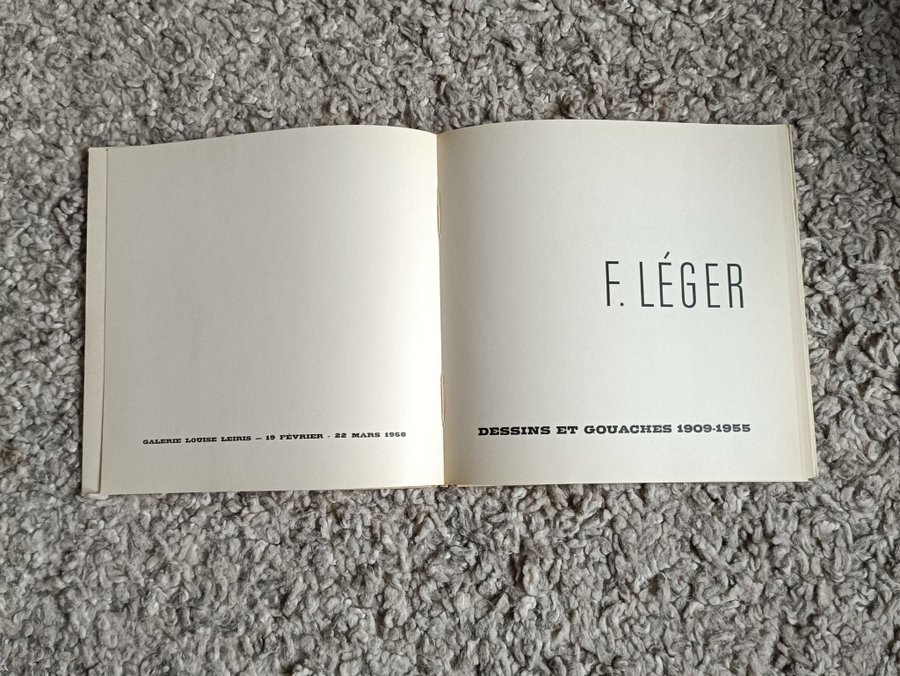 GALERIE LOUISE LEIRIS — 19 FÉVRIER - 22 MARS 1958
F. LÉGER
DESSINS ET GOUACHES 1909-1955